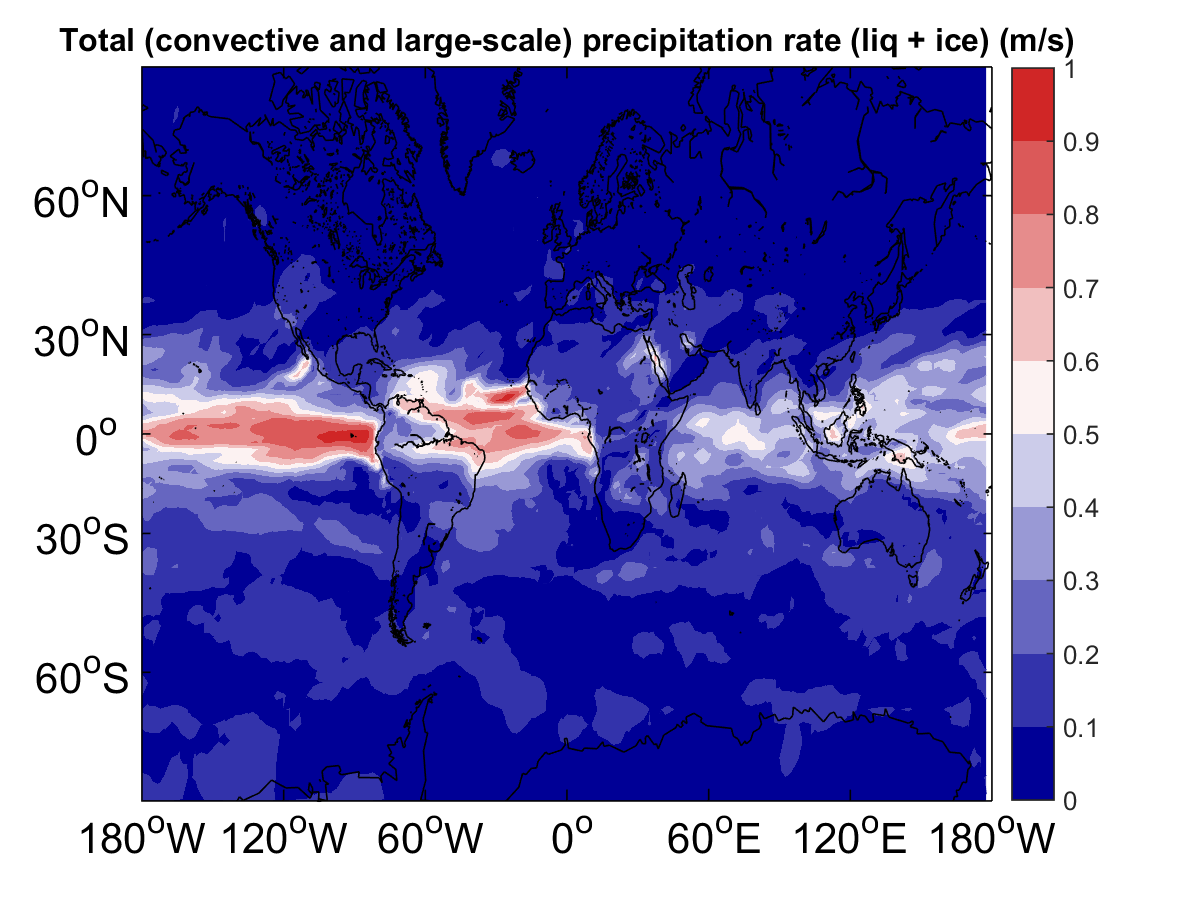 Total (convective and large-scale) precipitation rate (liq + ice) (m/s)
60°N
30°N
0°
30°S
60°S
180°W 120°W 60°W 0° 60°E 120°E 180°W
1
0.9
0.8
0.7
0.6
0.5
0.4
0.3
0.2
0.1
0